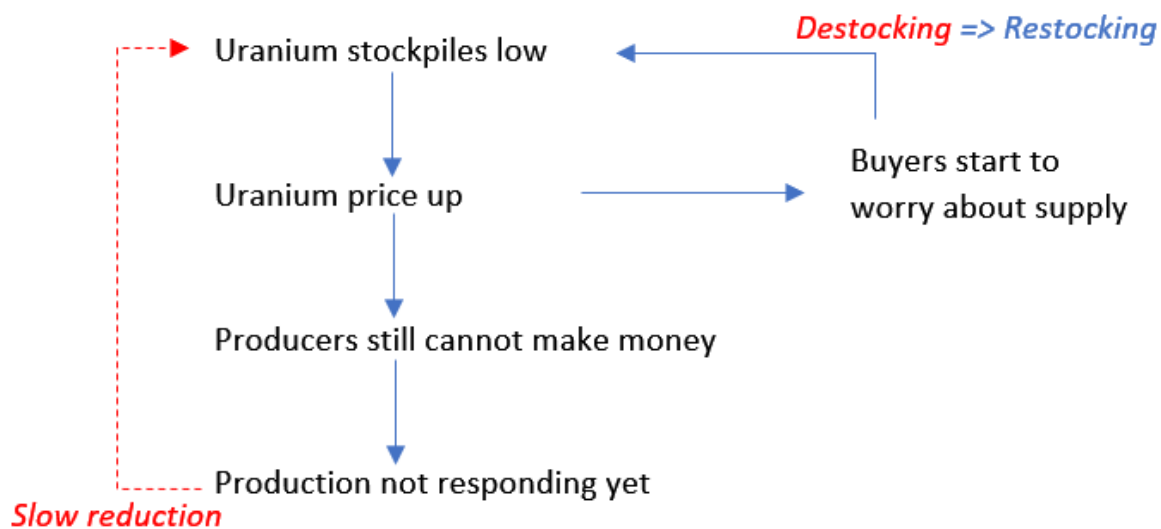 Destocking => Restocking
Uranium stockpiles low
Buyers start to
worry about supply
Uranium price up
Producers still cannot make money
Production not responding yet
Slow reduction